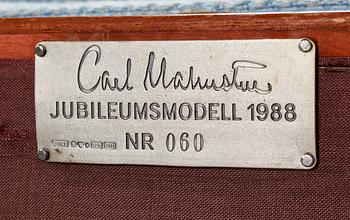 Carl Malmsten
JUBILEUMSMODELL 1988
NR 060